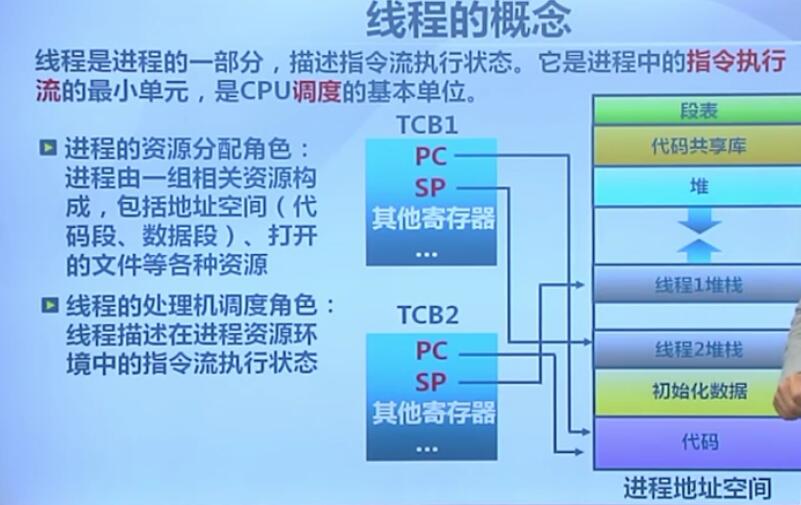 线程的概念
线程是进程的一部分，描述指令流执行状态。它是进程中的指令执行
流的最小单元，是CPU调度的基本单位。
进程的资源分配角色：
进程由一组相关资源构
成，包括地址空间（代
码段、数据段）、打开
的文件等各种资源
线程的处理机调度角色：
线程描述在进程资源环
境中的指令流执行状态
TCB1
PC
SP
其他寄存器
...
TCB2
PC
SP
其他寄存器
...
段表
代码共享库
堆
线程1堆栈
线程2堆栈
初始化数据
代码
进程地址空间